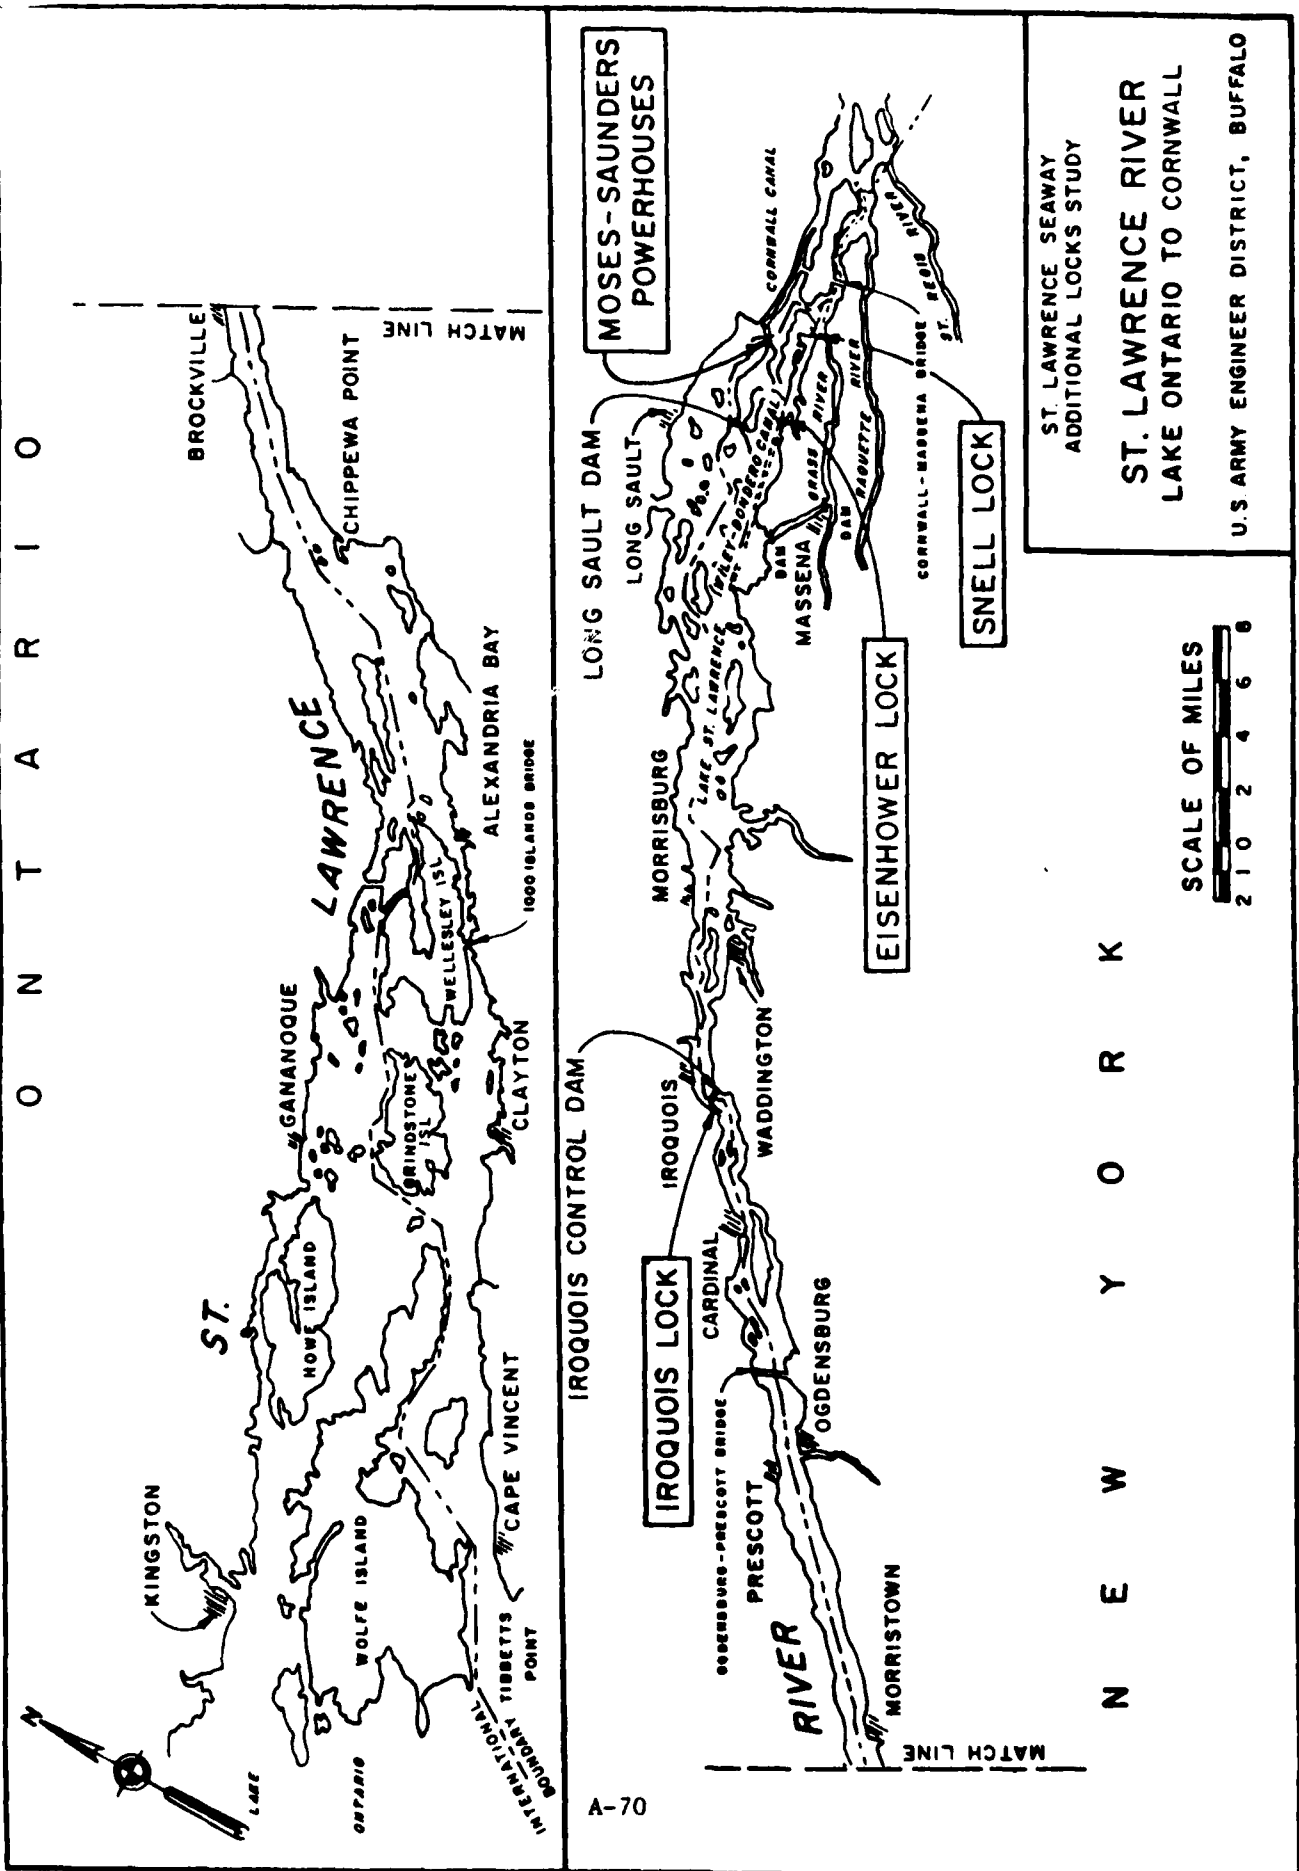 ONTARIO
N
LAKE
ONTARIO
KINGSTON
WOLFE ISLAND
INTERNATIONAL
BOUNDARY
TIBBETTS
POINT
CAPE VINCENT
ST.
HOWE ISLAND
GANANOQUE
GRINDSTONE
ISL
CLAYTON
LAWRENCE
WELLESLEY ISL
1000 ISLANDS BRIDGE
ALEXANDRIA BAY
CHIPPEWA POINT
BROCKVILLE
MATCH LINE
MATCH LINE
RIVER
MORRISTOWN
OGDENSBURG-PRESCOTT BRIDGE
PRESCOTT
OGDENSBURG
IROQUOIS LOCK
CARDINAL
IROQUOIS CONTROL DAM
IROQUOIS
WADDINGTON
MORRISBURG
LAKE ST. LAWRENCE
EISENHOWER LOCK
LONG SAULT DAM
LONG SAULT
(WILEY-DONDERO CANAL)
DAM
MASSENA
GRASS RIVER
DAM
RAQUETTE RIVER
CORNWALL-MASSENA BRIDGE
SNELL LOCK
MOSES-SAUNDERS
POWERHOUSES
CORNWALL CANAL
ST. REGIS RIVER
NEW YORK
SCALE OF MILES
2 1 0 2 4 6 8
ST. LAWRENCE SEAWAY
ADDITIONAL LOCKS STUDY
ST. LAWRENCE RIVER
LAKE ONTARIO TO CORNWALL
U.S. ARMY ENGINEER DISTRICT, BUFFALO
A-70